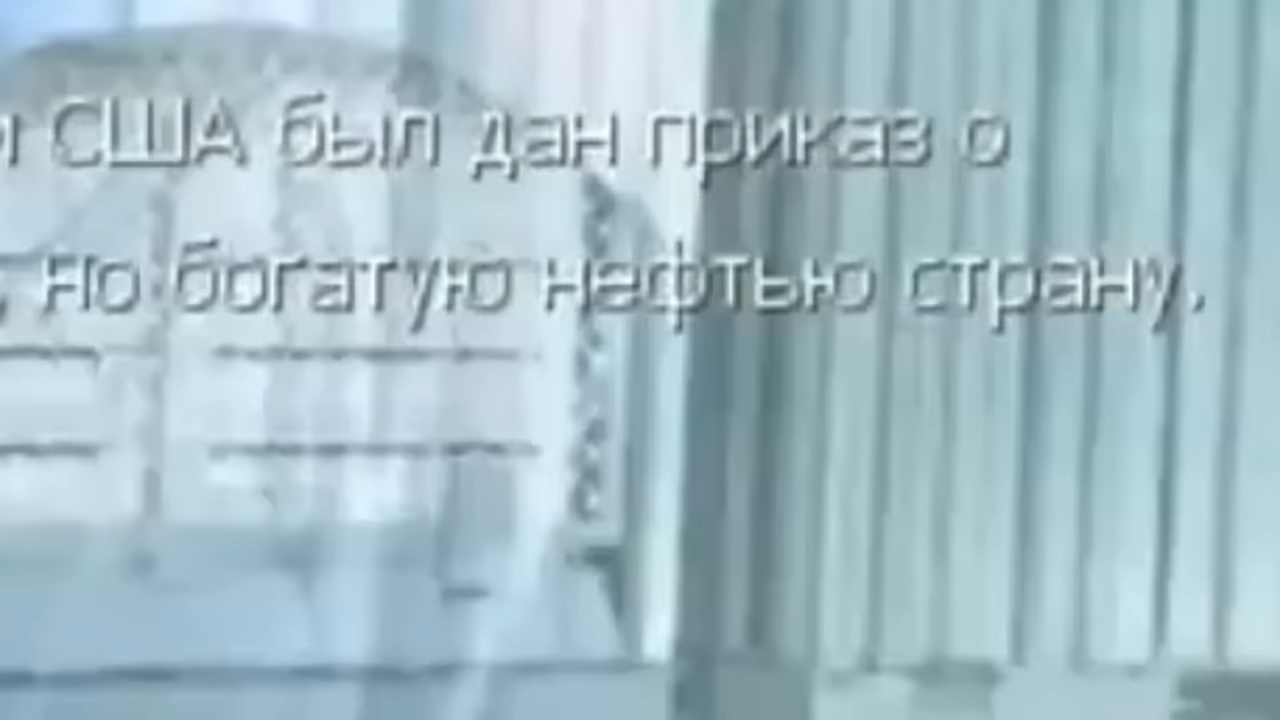 США был дан приказ о
, но богатую нефтью страну.